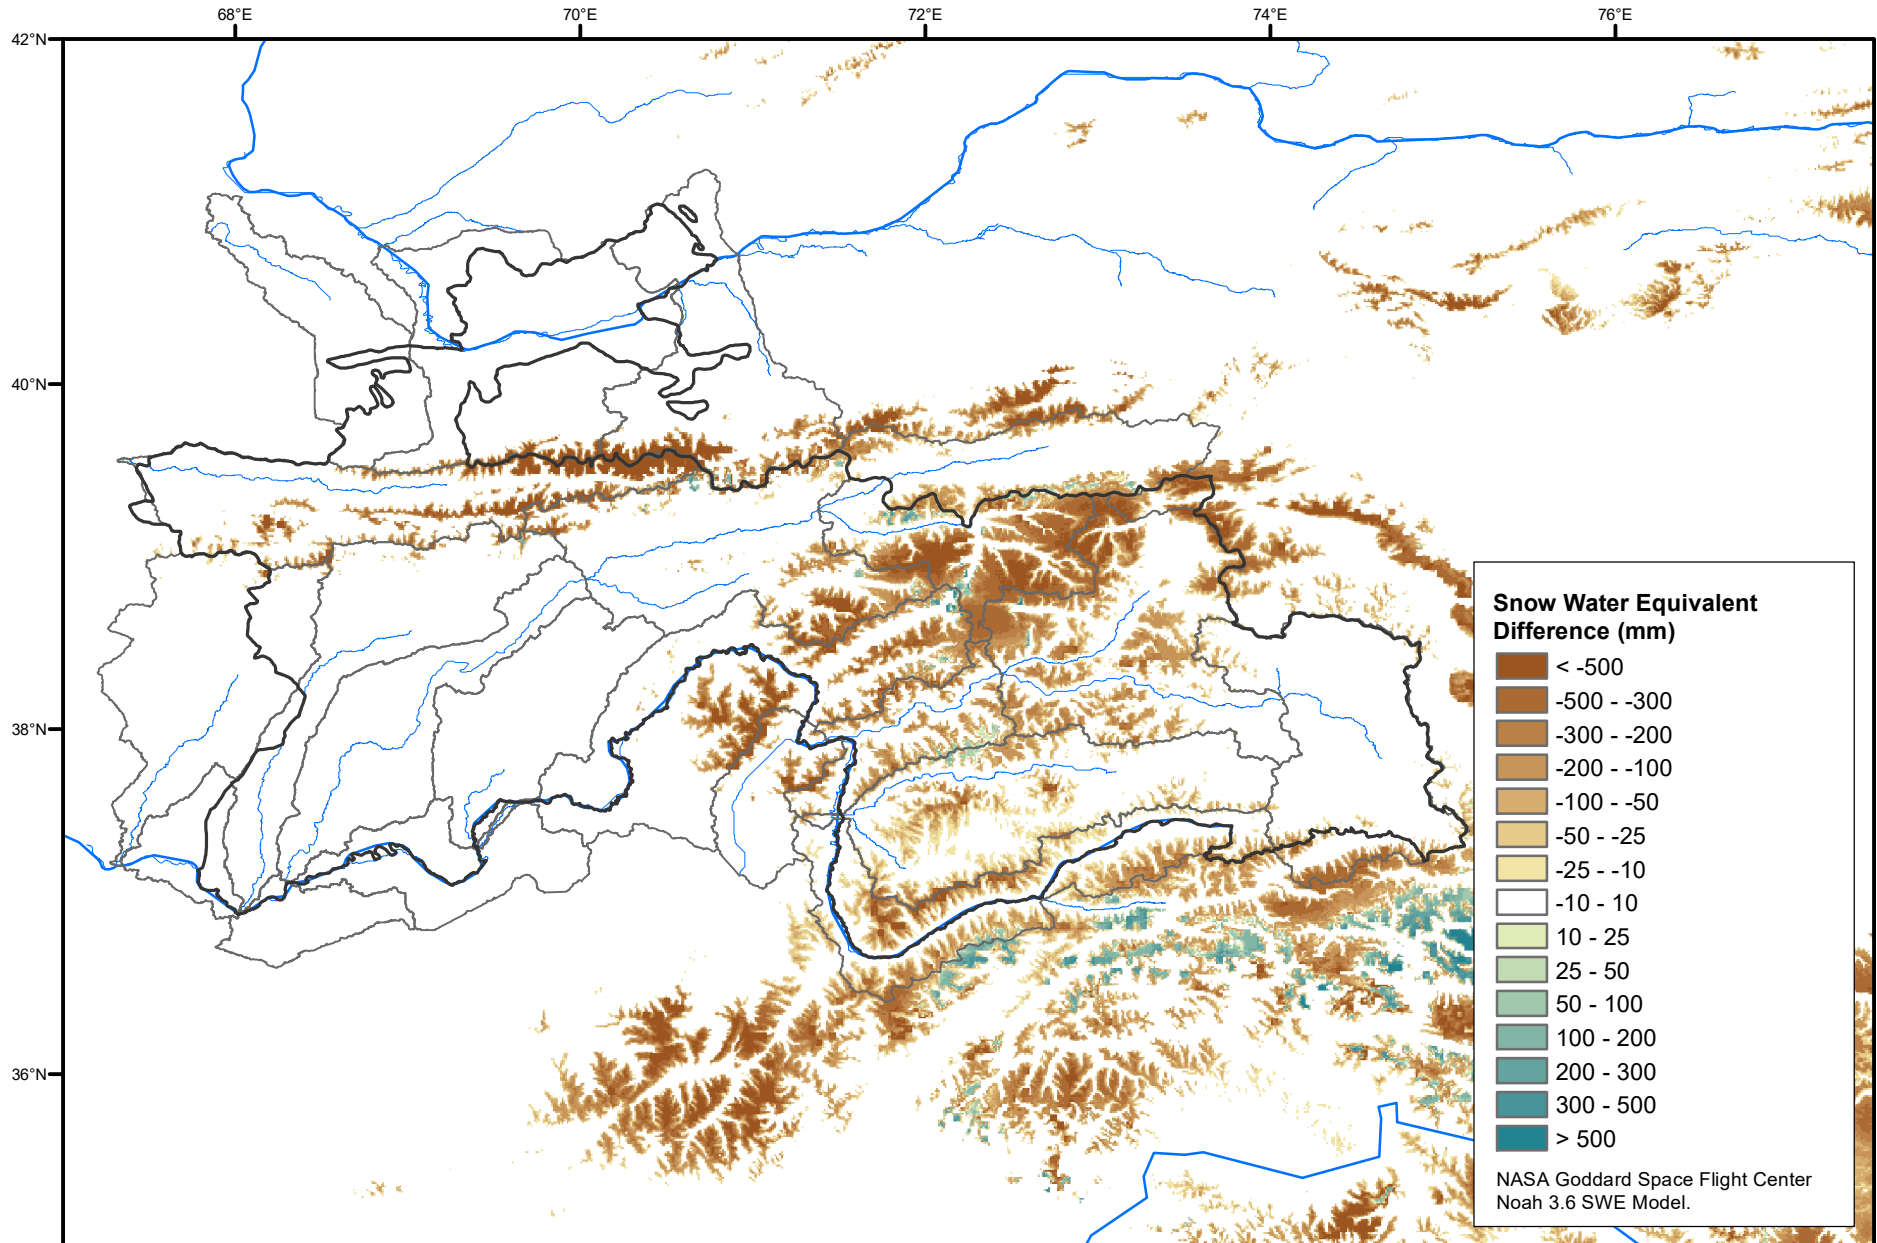 68°E 70°E 72°E 74°E 76°E
42°N
40°N
38°N
36°N
Snow Water Equivalent
Difference (mm)
< -500
-500 - -300
-300 - -200
-200 - -100
-100 - -50
-50 - -25
-25 - -10
-10 - 10
10 - 25
25 - 50
50 - 100
100 - 200
200 - 300
300 - 500
> 500
NASA Goddard Space Flight Center
Noah 3.6 SWE Model.